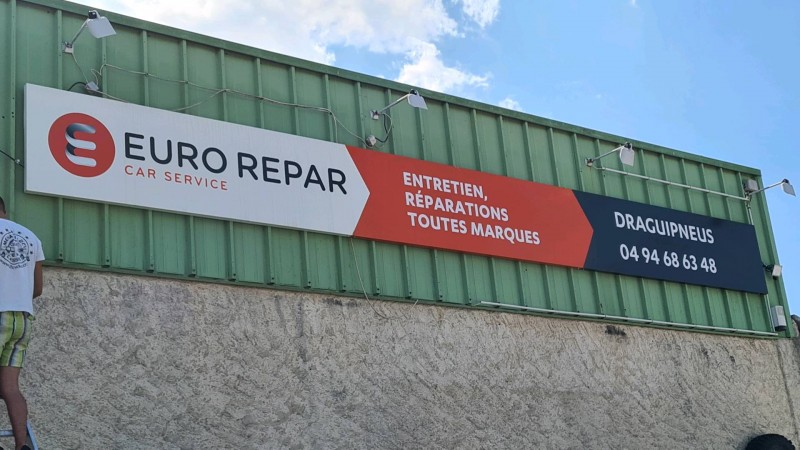 EURO REPAR
CAR SERVICE
ENTRETIEN,
RÉPARATIONS
TOUTES MARQUES
DRAGUIPNEUS
04 94 68 63 48